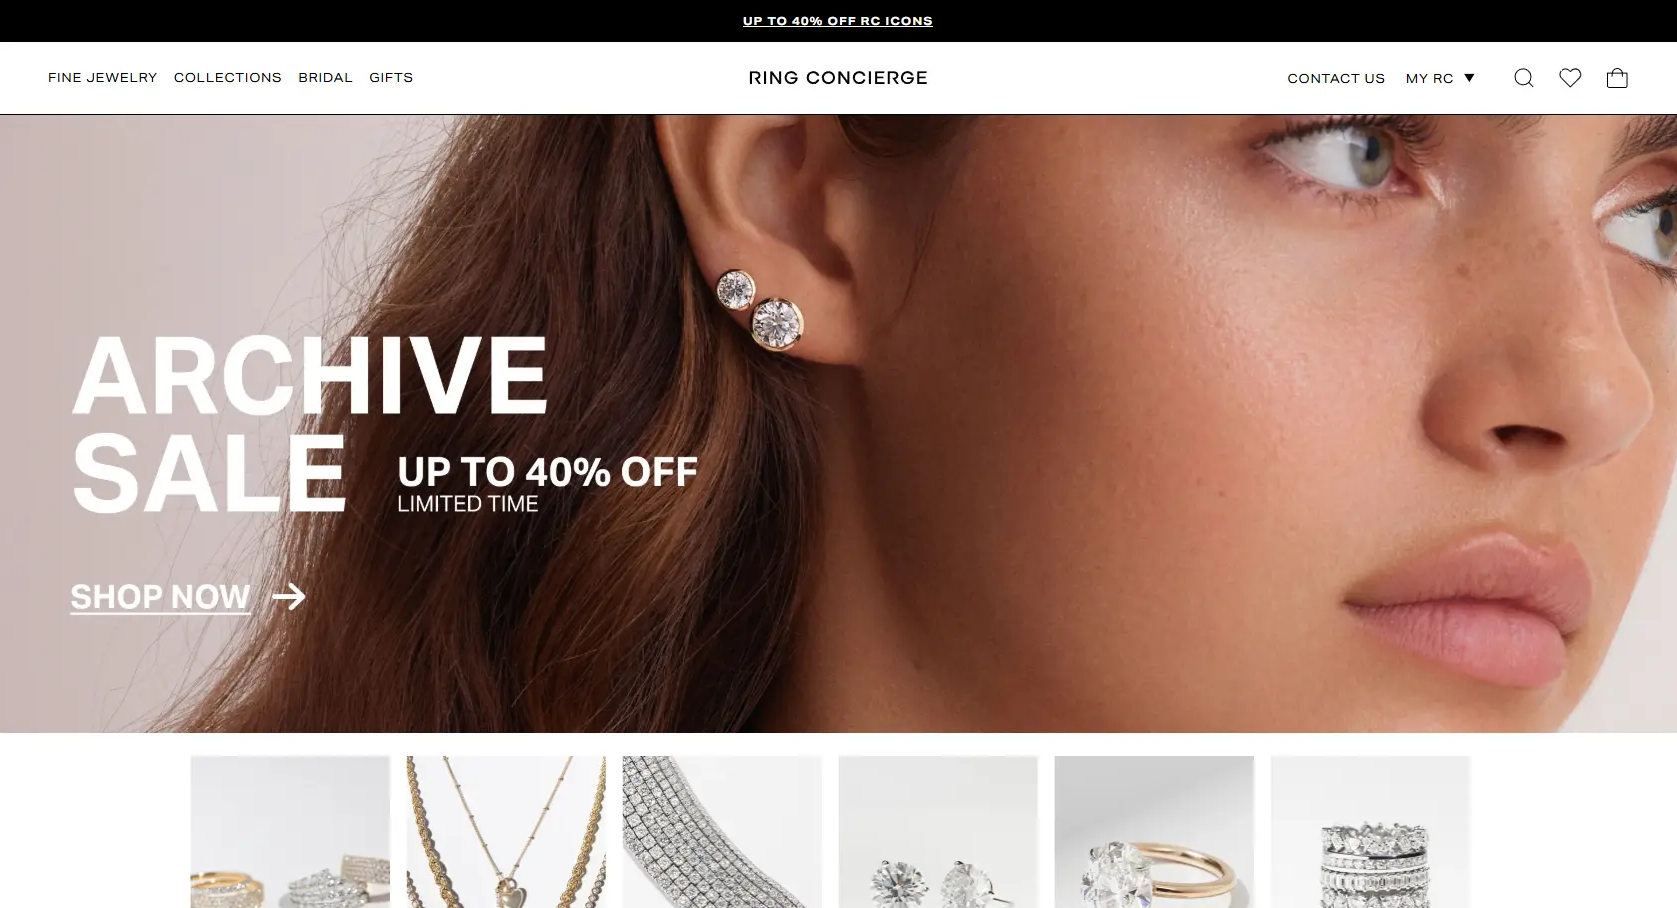 UP TO 40% OFF RC ICONS
FINE JEWELRY COLLECTIONS BRIDAL GIFTS
RING CONCIERGE
CONTACT US MY RC
ARCHIVE
SALE
UP TO 40% OFF
LIMITED TIME
SHOP NOW